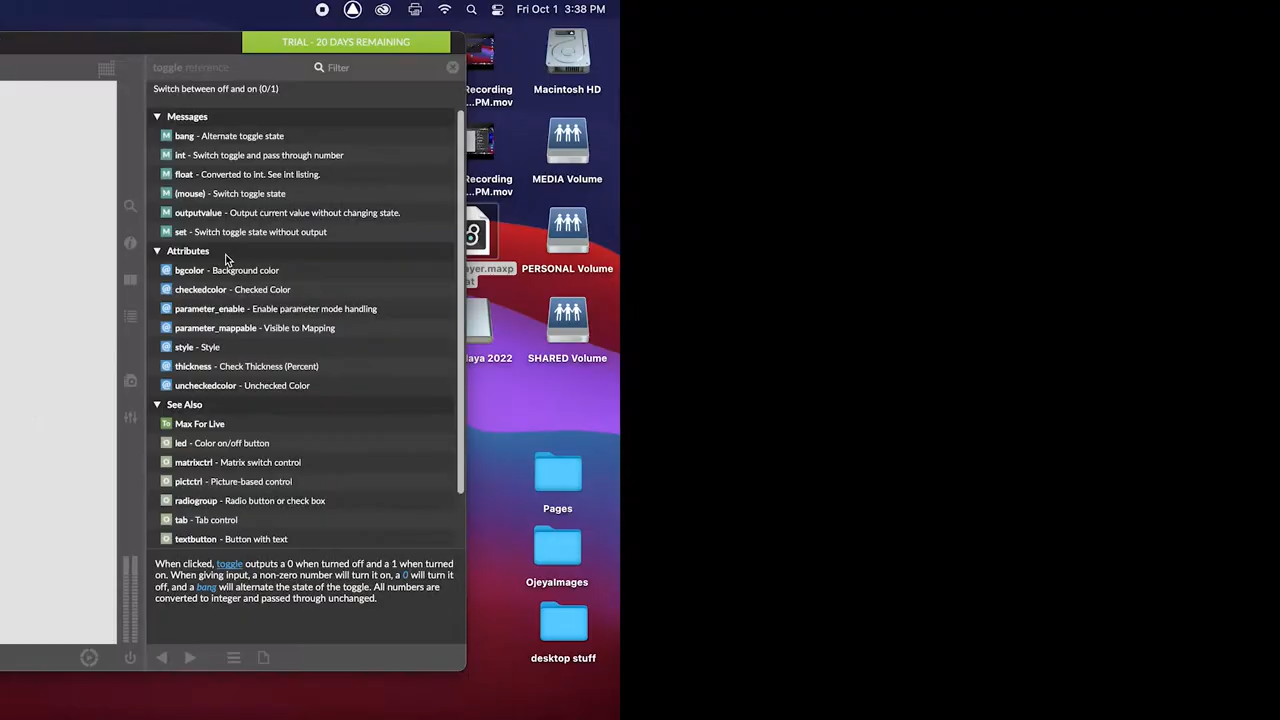 Fri Oct 1 3:38 PM
TRIAL - 20 DAYS REMAINING
toggle reference
Filter
Switch between off and on (0/1)
Messages
M bang - Alternate toggle state
M int - Switch toggle and pass through number
M float - Converted to int. See int listing.
M (mouse) - Switch toggle state
M outputvalue - Output current value without changing state.
M set - Switch toggle state without output
Attributes
@ bgcolor - Background color
@ checkedcolor - Checked Color
@ parameter_enable - Enable parameter mode handling
@ parameter_mappable - Visible to Mapping
@ style - Style
@ thickness - Check Thickness (Percent)
@ uncheckedcolor - Unchecked Color
See Also
Max For Live
led - Color on/off button
matrixctrl - Matrix switch control
pictctrl - Picture-based control
radiogroup - Radio button or check box
tab - Tab control
textbutton - Button with text
When clicked, toggle outputs a 0 when turned off and a 1 when turned
on. When giving input, a non-zero number will turn it on, a 0 will turn it
off, and a bang will alternate the state of the toggle. All numbers are
converted to integer and passed through unchanged.
Recording
...PM.mov
Recording
...PM.mov
ayer.maxp
at
laya 2022
Macintosh HD
MEDIA Volume
PERSONAL Volume
SHARED Volume
Pages
OjeyaImages
desktop stuff